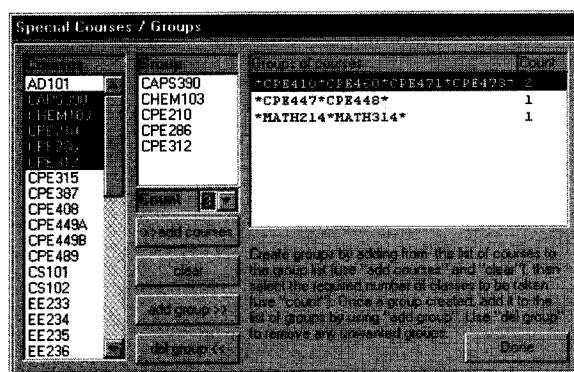 Special Courses / Groups
Courses
AD101
CAPS390
CHEM103
CPE210
CPE286
CPE312
CPE315
CPE387
CPE408
CPE449A
CPE449B
CPE489
CS101
CS102
EE233
EE234
EE235
EE236
Group
CAPS390
CHEM103
CPE210
CPE286
CPE312
Count
>> add courses
clear
add group >>
del group <<
Groups of courses Count
*CPE410*CPE460*CPE471*CPE473* 2
*CPE447*CPE448* 1
*MATH214*MATH314* 1
Create groups by adding from the list of courses to
the group list (use "add courses" and "clear"), then
select the required number of classes to be taken
(use "count"). Once a group created, add it to the
list of groups by using "add group". Use "del group"
to remove any unwanted groups.
Done